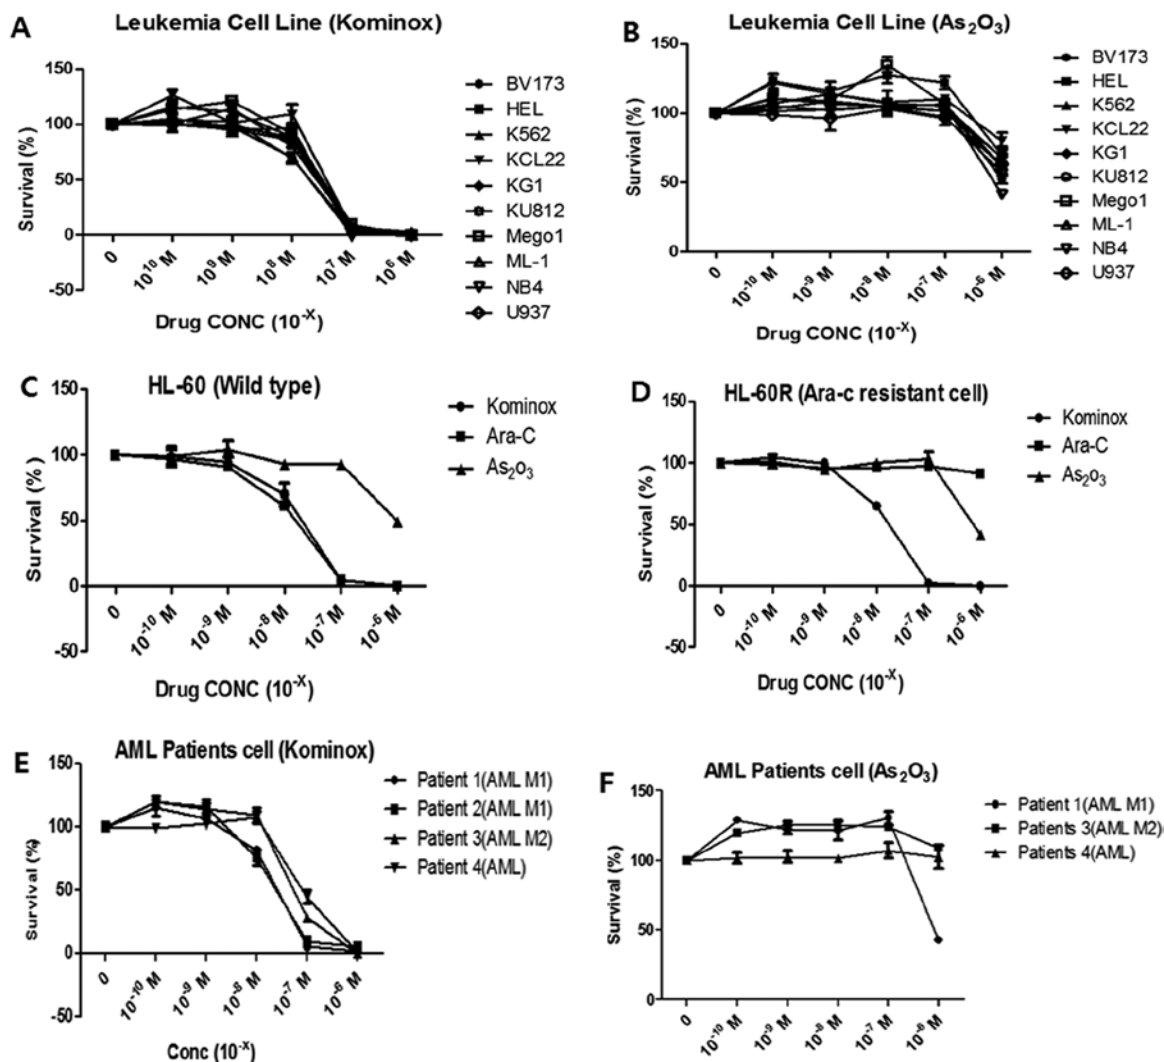 A
Leukemia Cell Line (Kominox)
Survival (%)
150
100
50
0
-50
0
10⁻¹⁰ M
10⁻⁹ M
10⁻⁸ M
10⁻⁷ M
10⁻⁶ M
Drug CONC (10⁻ˣ)
BV173
HEL
K562
KCL22
KG1
KU812
Mego1
ML-1
NB4
U937
B
Leukemia Cell Line (As₂O₃)
Survival (%)
150
100
50
0
0
10⁻¹⁰ M
10⁻⁹ M
10⁻⁸ M
10⁻⁷ M
10⁻⁶ M
Drug CONC (10⁻ˣ)
BV173
HEL
K562
KCL22
KG1
KU812
Mego1
ML-1
NB4
U937
C
HL-60 (Wild type)
Survival (%)
150
100
50
0
-50
0
10⁻¹⁰ M
10⁻⁹ M
10⁻⁸ M
10⁻⁷ M
10⁻⁶ M
Drug CONC (10⁻ˣ)
Kominox
Ara-C
As₂o₃
D
HL-60R (Ara-c resistant cell)
Survival (%)
150
100
50
0
-50
0
10⁻¹⁰ M
10⁻⁹ M
10⁻⁸ M
10⁻⁷ M
10⁻⁶ M
Drug CONC (10⁻ˣ)
Kominox
Ara-C
As₂o₃
E
AML Patients cell (Kominox)
Survival (%)
150
100
50
0
-50
0
10⁻¹⁰ M
10⁻⁹ M
10⁻⁸ M
10⁻⁷ M
10⁻⁶ M
Conc (10⁻ˣ)
Patient 1(AML M1)
Patient 2(AML M1)
Patient 3(AML M2)
Patient 4(AML)
F
AML Patients cell (As₂O₃)
Survival (%)
150
100
50
0
0
10⁻¹⁰ M
10⁻⁹ M
10⁻⁸ M
10⁻⁷ M
10⁻⁶ M
Patient 1(AML M1)
Patients 3(AML M2)
Patients 4(AML)